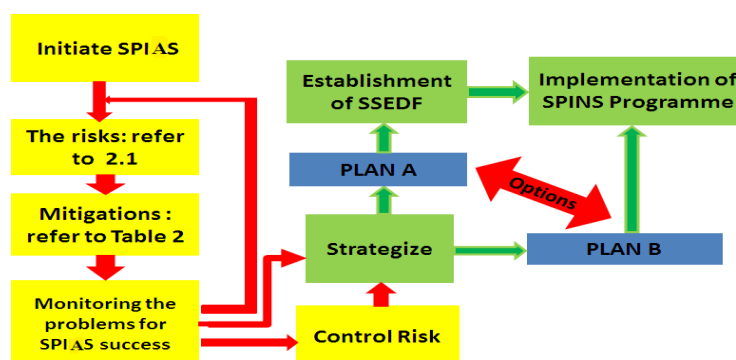 Initiate SPIAS
The risks: refer
to 2.1
Mitigations :
refer to Table 2
Monitoring the
problems for
SPIAS success
Control Risk
Strategize
PLAN A
Establishment
of SSEDF
Implementation of
SPINS Programme
Options
PLAN B